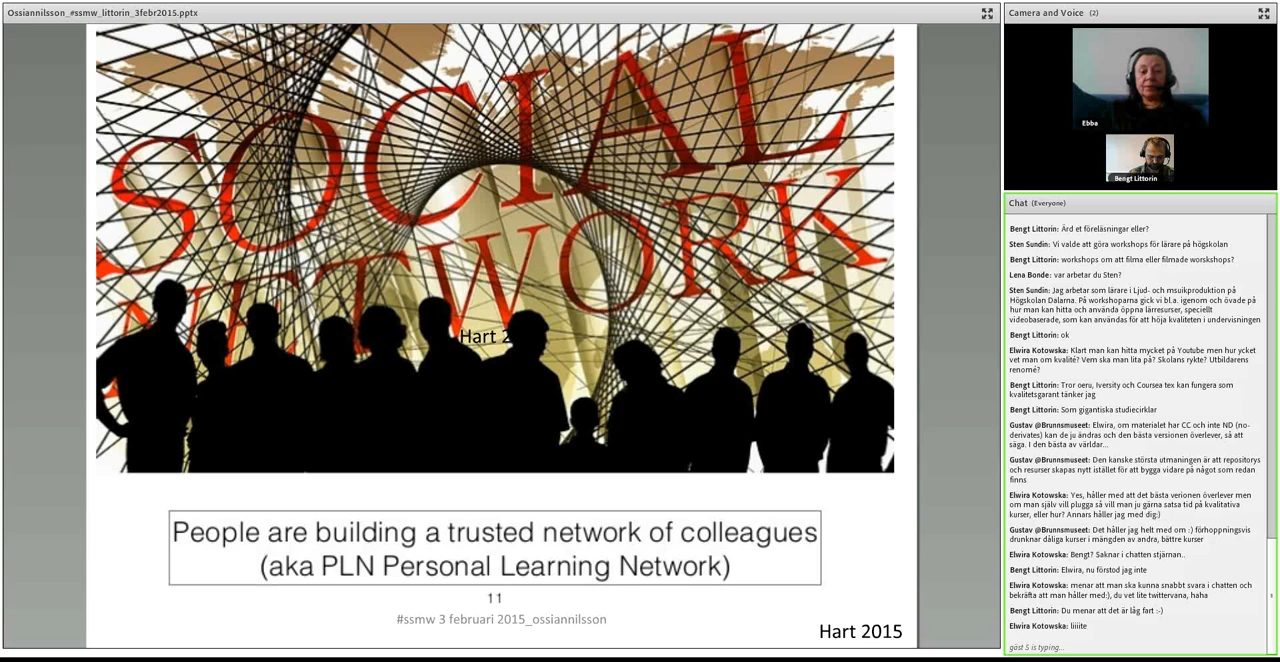 Ossiannilsson_#ssmw_littorin_3febr2015.pptx
SOCIAL
NETWORK
Hart 2
People are building a trusted network of colleagues
(aka PLN Personal Learning Network)
11
#ssmw 3 februari 2015_ossiannilsson
Hart 2015
Camera and Voice (2)
Ebba
Bengt Littorin
Chat (Everyone)
Bengt Littorin: Ärd et föreläsningar eller?
Sten Sundin: Vi valde att göra workshops för lärare på högskolan
Bengt Littorin: workshops om att filma eller filmade worskshops?
Lena Bonde: var arbetar du Sten?
Sten Sundin: Jag arbetar som lärare i Ljud- och msuikproduktion på
Högskolan Dalarna. På workshoparna gick vi bl.a. igenom och övade på
hur man kan hitta och använda öppna lärresurser, speciellt
videobaserade, som kan användas för att höja kvaliteten i undervisningen
Bengt Littorin: ok
Elwira Kotowska: Klart man kan hitta mycket på Youtube men hur ycket
vet man om kvalité? Vem ska man lita på? Skolans rykte? Utbildarens
renomé?
Bengt Littorin: Tror oeru, Iversity och Coursea tex kan fungera som
kvalitetsgarant tänker jag
Bengt Littorin: Som gigantiska studiecirklar
Gustav @Brunnsmuseet: Elwira, om materialet har CC och inte ND (no-
derivates) kan de ju ändras och den bästa versionen överlever, så att
säga. I den bästa av världar...
Gustav @Brunnsmuseet: Den kanske största utmaningen är att repositorys
och resurser skapas nytt istället för att bygga vidare på något som redan
finns
Elwira Kotowska: Yes, håller med att det bästa verionen överlever men
om man själv vill plugga så vill man ju gärna satsa tid på kvalitativa
kurser, eller hur? Annars håller jag med dig:)
Gustav @Brunnsmuseet: Det håller jag helt med om :) förhoppningsvis
drunknar dåliga kurser i mängden av andra, bättre kurser
Elwira Kotowska: Bengt? Saknar i chatten stjärnan..
Bengt Littorin: Elwira, nu förstod jag inte
Elwira Kotowska: menar att man ska kunna snabbt svara i chatten och
bekräfta att man håller med:), du vet lite twittervana, haha
Bengt Littorin: Du menar att det är låg fart :-)
Elwira Kotowska: liiiite
gäst 5 is typing...